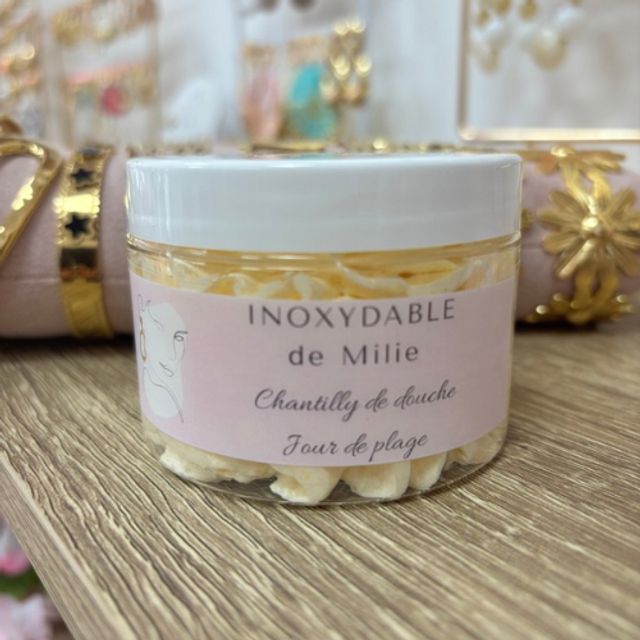 INOXYDABLE
de Milie
Chantilly de douche
Jour de plage